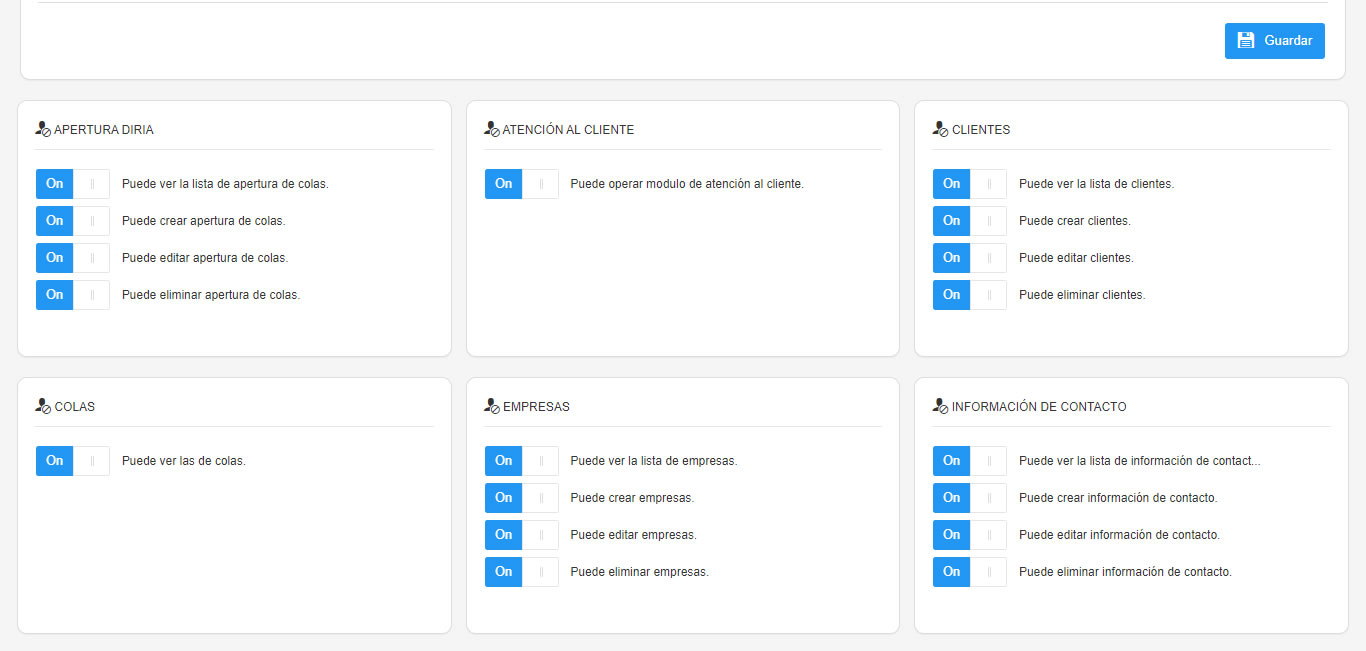 Guardar
APERTURA DIRIA
On Puede ver la lista de apertura de colas.
On Puede crear apertura de colas.
On Puede editar apertura de colas.
On Puede eliminar apertura de colas.
ATENCIÓN AL CLIENTE
On Puede operar modulo de atención al cliente.
CLIENTES
On Puede ver la lista de clientes.
On Puede crear clientes.
On Puede editar clientes.
On Puede eliminar clientes.
COLAS
On Puede ver las de colas.
EMPRESAS
On Puede ver la lista de empresas.
On Puede crear empresas.
On Puede editar empresas.
On Puede eliminar empresas.
INFORMACIÓN DE CONTACTO
On Puede ver la lista de información de contact...
On Puede crear información de contacto.
On Puede editar información de contacto.
On Puede eliminar información de contacto.